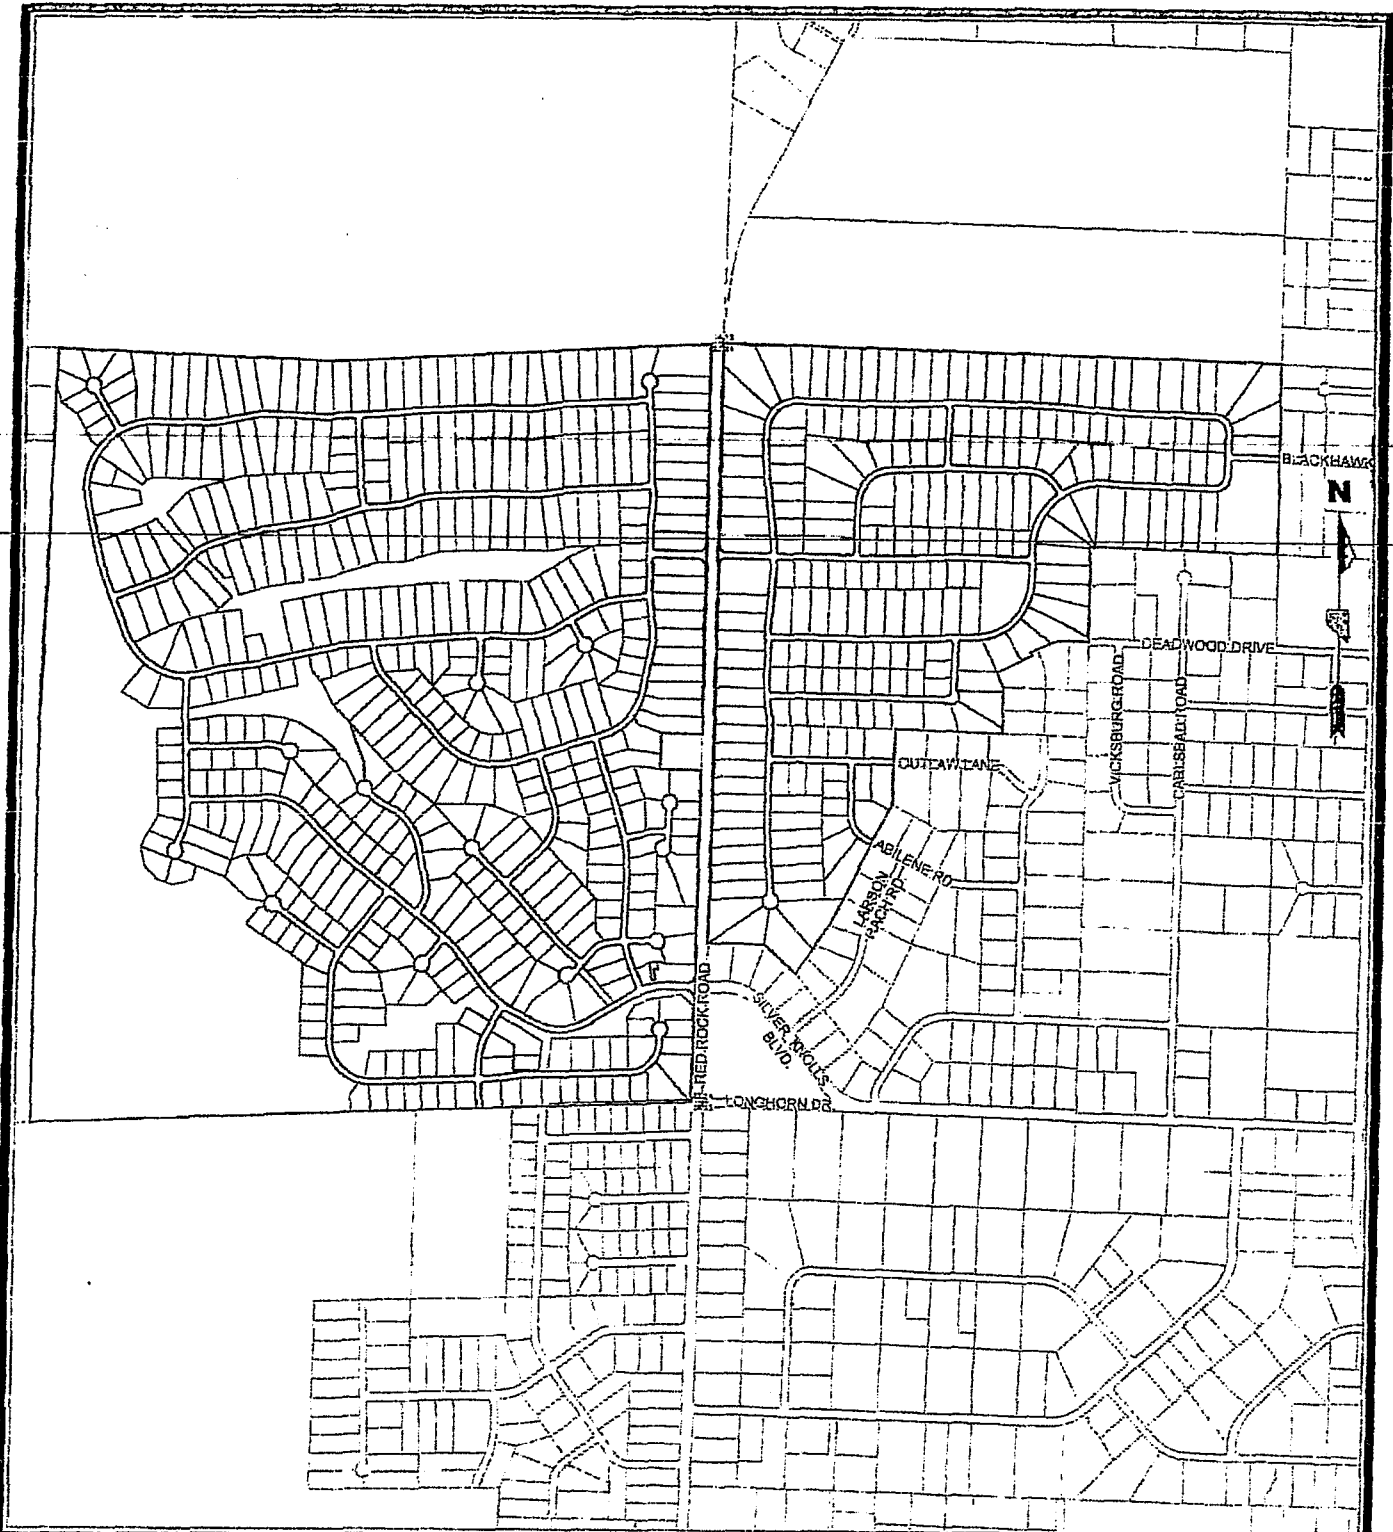 BLACKHAWK
N
DEADWOOD DRIVE
VICKSBURG ROAD
CARLSBAD ROAD
OUTLAW LANE
ABILENE RD
LARSON
RACH RD.
RED ROCK ROAD
SILVER KNOLLS
BLVD.
LONGHORN DR.